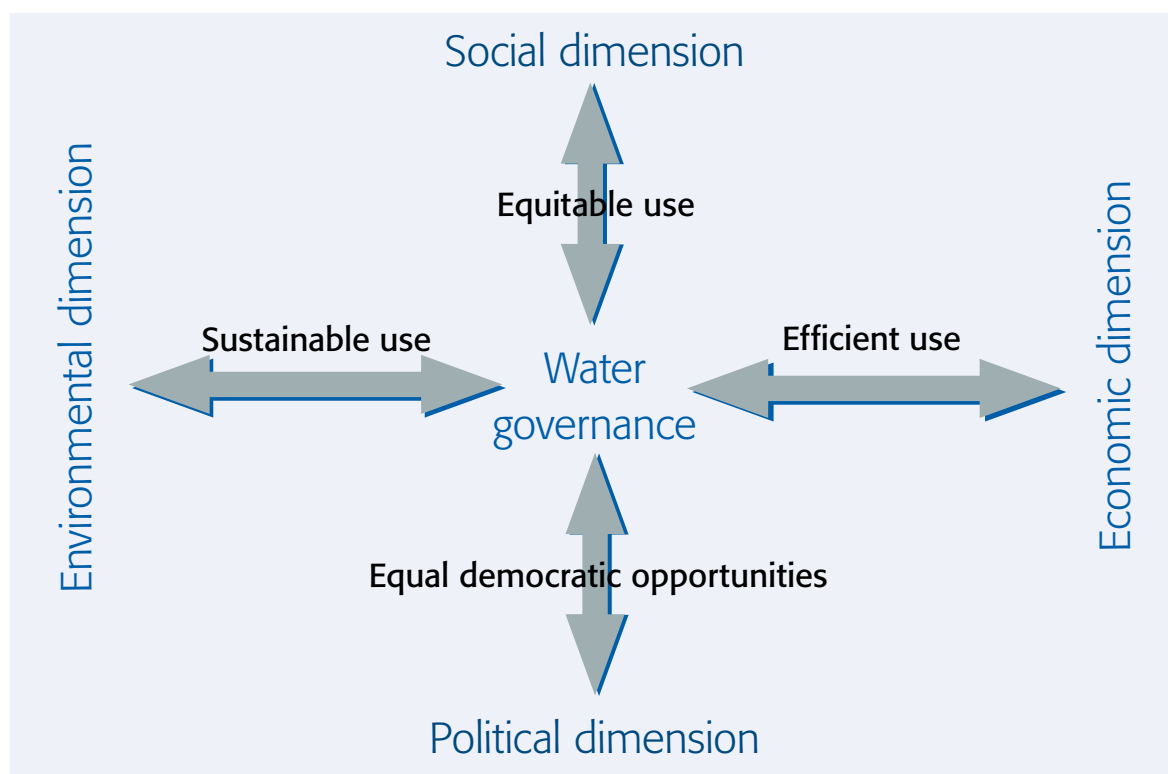 Social dimension
Equitable use
Environmental dimension
Sustainable use
Water
governance
Efficient use
Economic dimension
Equal democratic opportunities
Political dimension